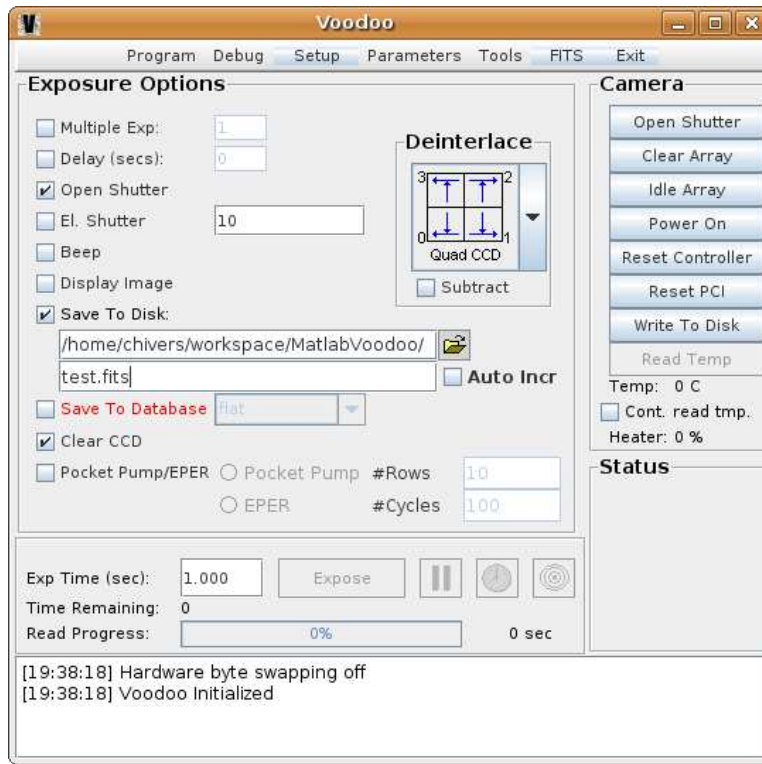 Voodoo
Program Debug Setup Parameters Tools FITS Exit
Exposure Options
Multiple Exp: 1
Delay (secs): 0
Open Shutter
El. Shutter 10
Beep
Display Image
Save To Disk:
/home/chivers/workspace/MatlabVoodoo/
test.fits Auto Incr
Save To Database flat
Clear CCD
Pocket Pump/EPER Pocket Pump #Rows 10
EPER #Cycles 100
Deinterlace
3 2
0 1
Quad CCD
Subtract
Camera
Open Shutter
Clear Array
Idle Array
Power On
Reset Controller
Reset PCI
Write To Disk
Read Temp
Temp: 0 C
Cont. read tmp.
Heater: 0 %
Status
Exp Time (sec): 1.000 Expose
Time Remaining: 0
Read Progress: 0% 0 sec
[19:38:18] Hardware byte swapping off
[19:38:18] Voodoo Initialized